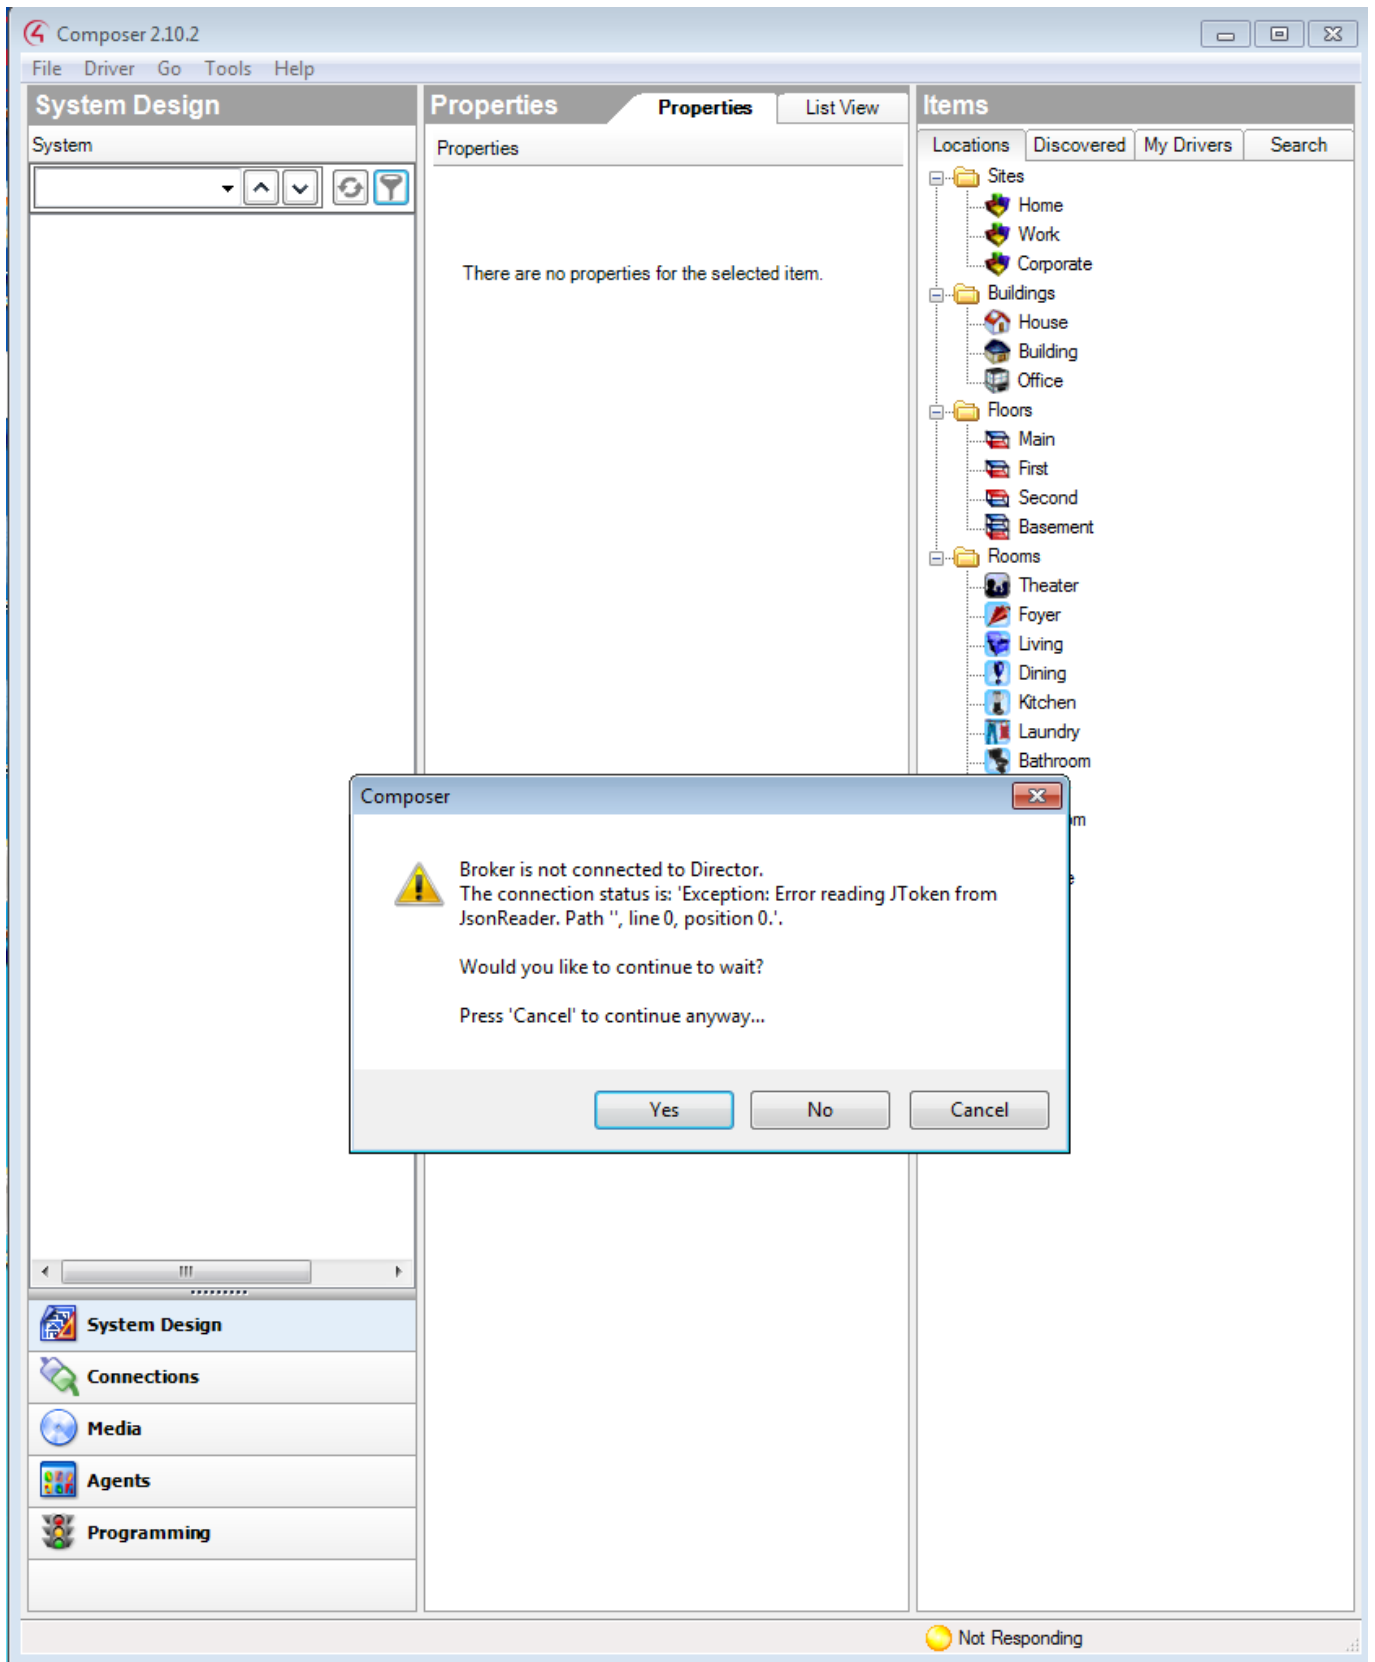 Composer 2.10.2
File Driver Go Tools Help
System Design
System
Properties
Properties
List View
Properties
There are no properties for the selected item.
Items
Locations
Discovered
My Drivers
Search
Sites
Home
Work
Corporate
Buildings
House
Building
Office
Floors
Main
First
Second
Basement
Rooms
Theater
Foyer
Living
Dining
Kitchen
Laundry
Bathroom
Composer
Broker is not connected to Director.
The connection status is: 'Exception: Error reading JToken from
JsonReader. Path '', line 0, position 0.'.
Would you like to continue to wait?
Press 'Cancel' to continue anyway...
Yes
No
Cancel
System Design
Connections
Media
Agents
Programming
Not Responding